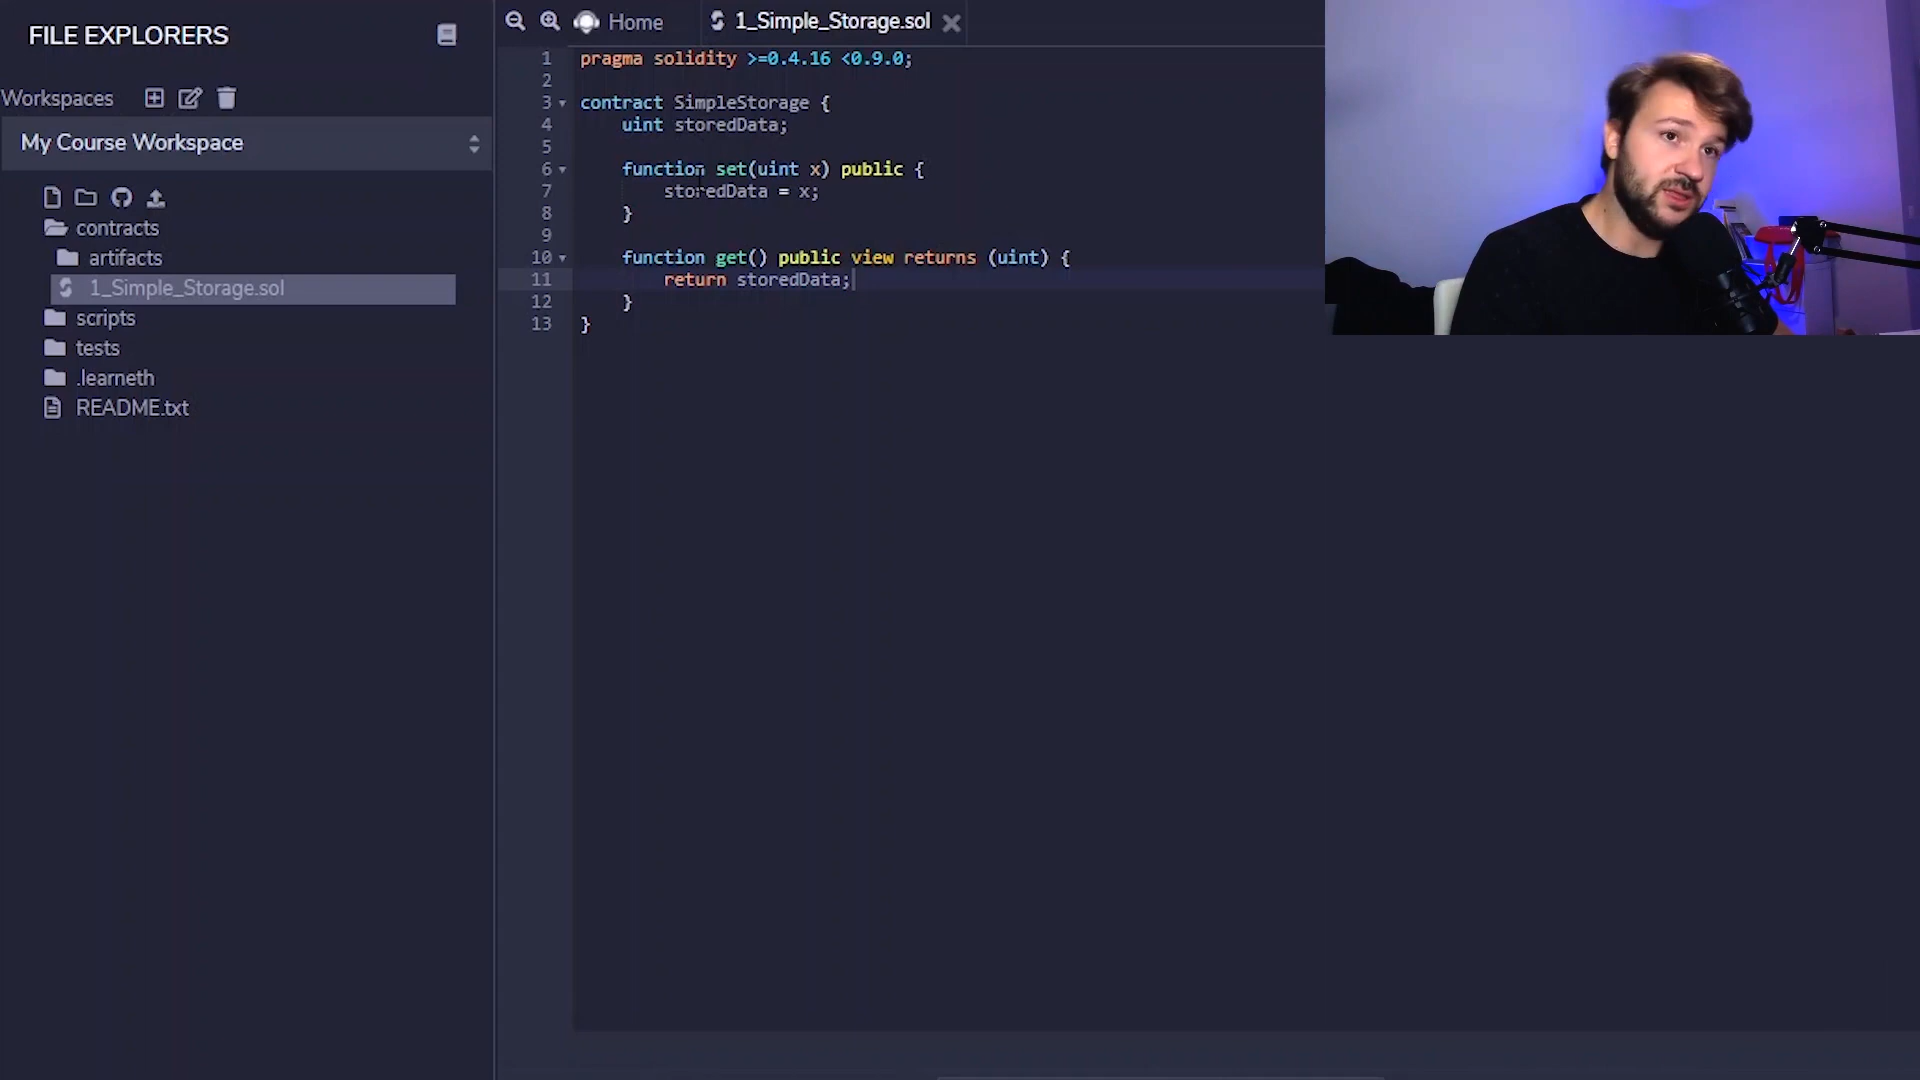 FILE EXPLORERS
Workspaces
My Course Workspace
contracts
artifacts
1_Simple_Storage.sol
scripts
tests
.learneth
README.txt
Home
1_Simple_Storage.sol
1 pragma solidity >=0.4.16 <0.9.0;
2
3 contract SimpleStorage {
4 uint storedData;
5
6 function set(uint x) public {
7 storedData = x;
8 }
9
10 function get() public view returns (uint) {
11 return storedData;
12 }
13 }